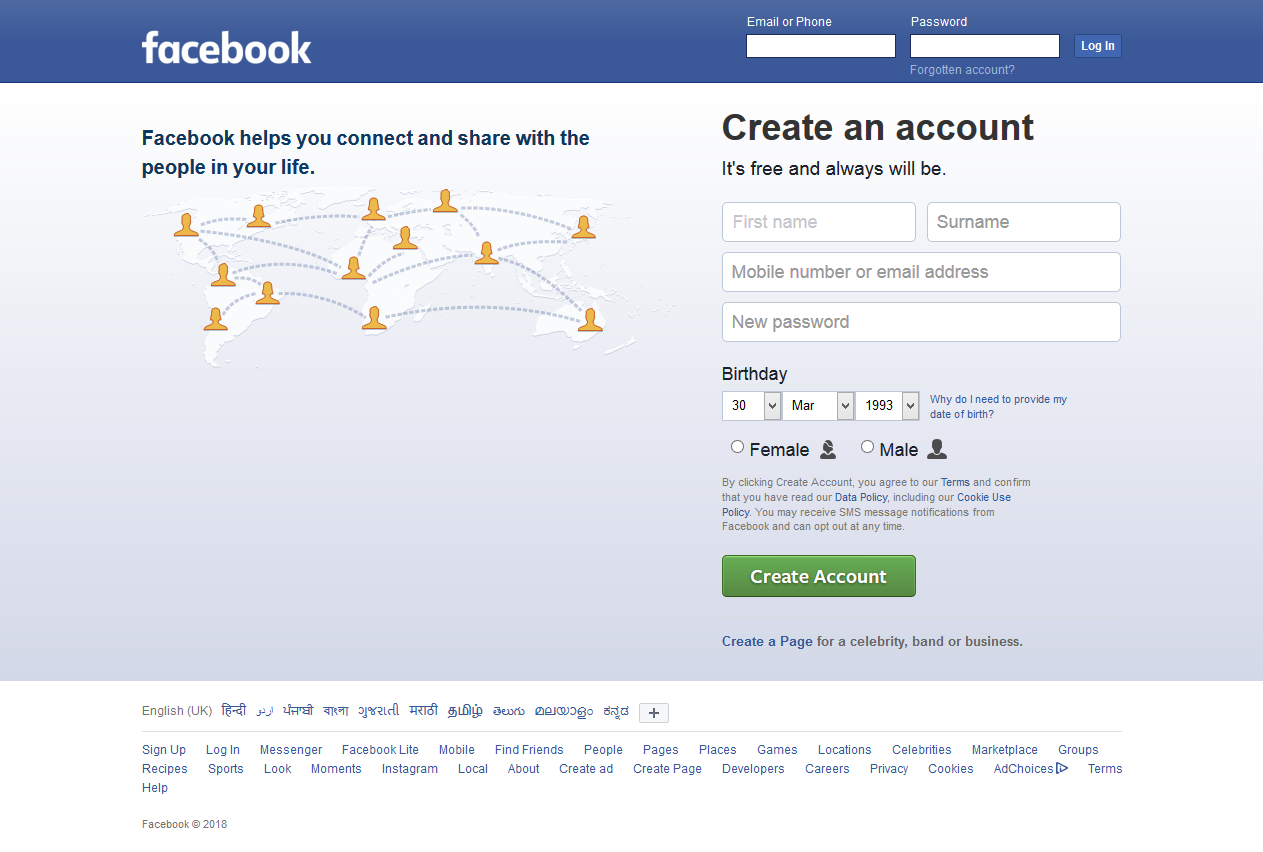 facebook
Email or Phone
Password
Log In
Forgotten account?
Facebook helps you connect and share with the
people in your life.
Create an account
It's free and always will be.
First name
Surname
Mobile number or email address
New password
Birthday
30
Mar
1993
Why do I need to provide my
date of birth?
Female
Male
By clicking Create Account, you agree to our Terms and confirm
that you have read our Data Policy, including our Cookie Use
Policy. You may receive SMS message notifications from
Facebook and can opt out at any time.
Create Account
Create a Page for a celebrity, band or business.
English (UK) हिन्दी اردو ਪੰਜਾਬੀ বাংলা ગુજરાતી मराठी தமிழ் తెలుగు മലയാളം ಕನ್ನಡ +
Sign Up Log In Messenger Facebook Lite Mobile Find Friends People Pages Places Games Locations Celebrities Marketplace Groups
Recipes Sports Look Moments Instagram Local About Create ad Create Page Developers Careers Privacy Cookies AdChoices Terms
Help
Facebook © 2018